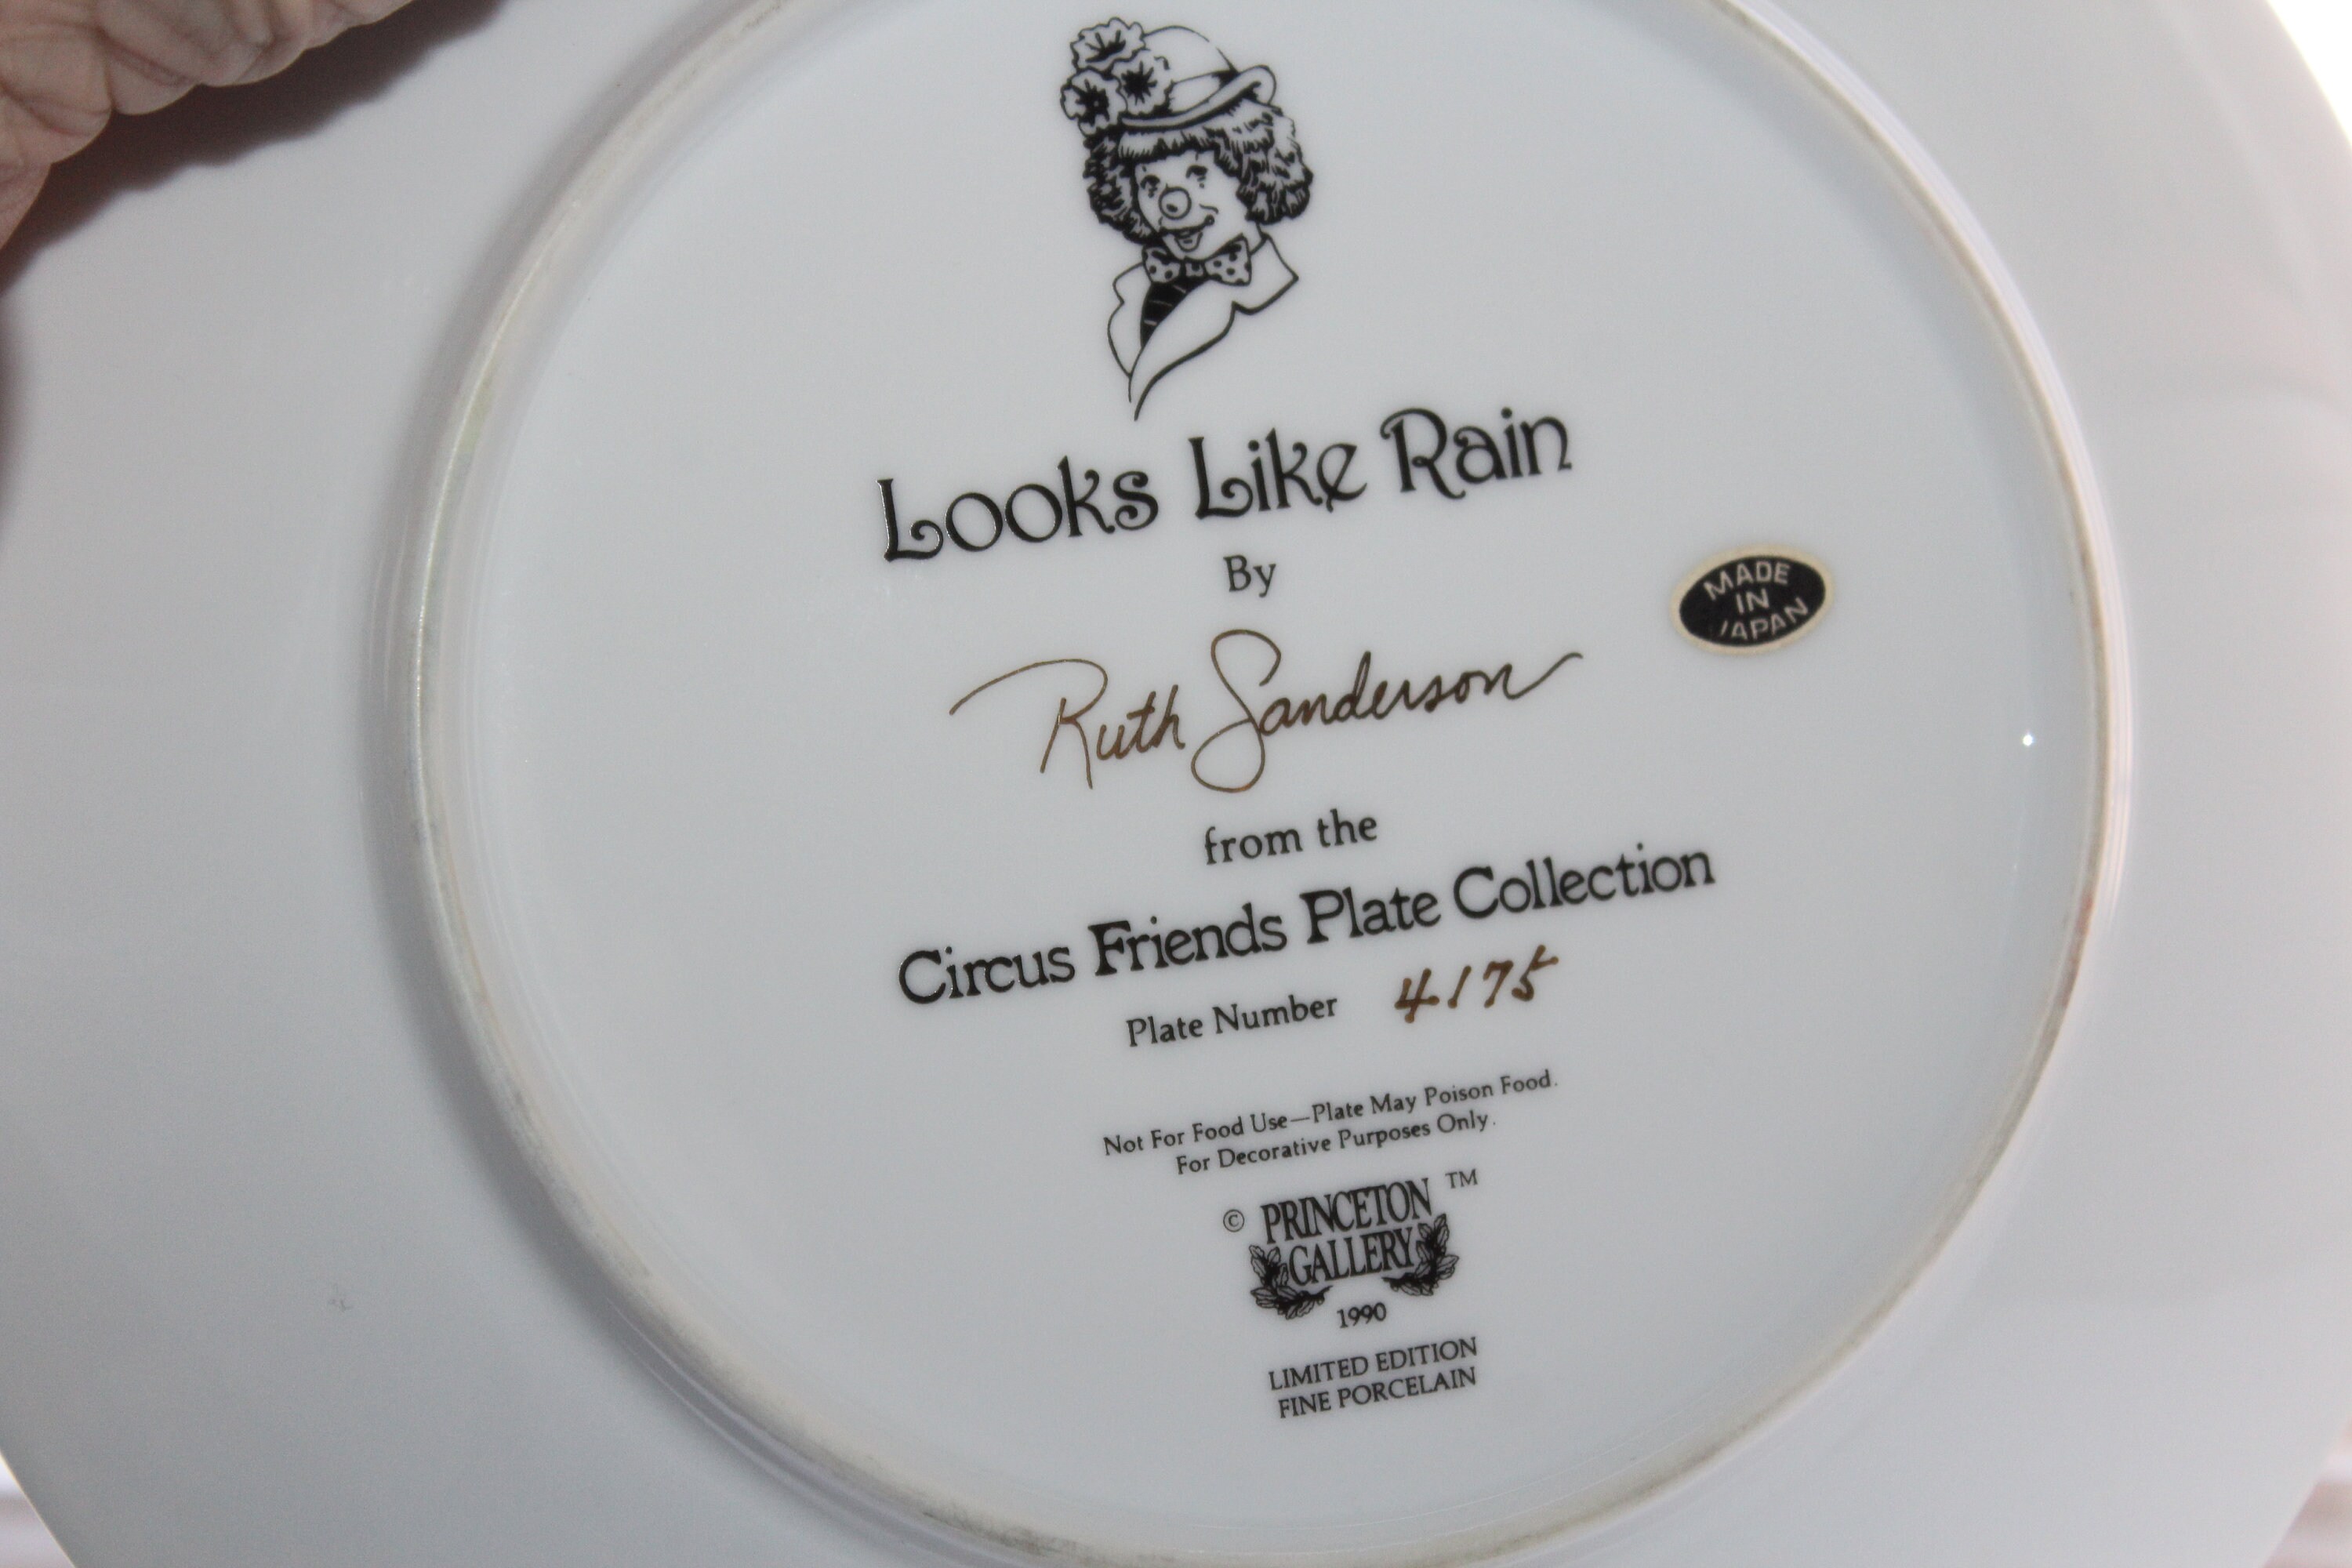 Looks Like Rain
By
Ruth Sanderson
MADE
IN
JAPAN
from the
Circus Friends Plate Collection
Plate Number 4175
Not For Food Use—Plate May Poison Food.
For Decorative Purposes Only.
© PRINCETON ™
GALLERY
1990
LIMITED EDITION
FINE PORCELAIN